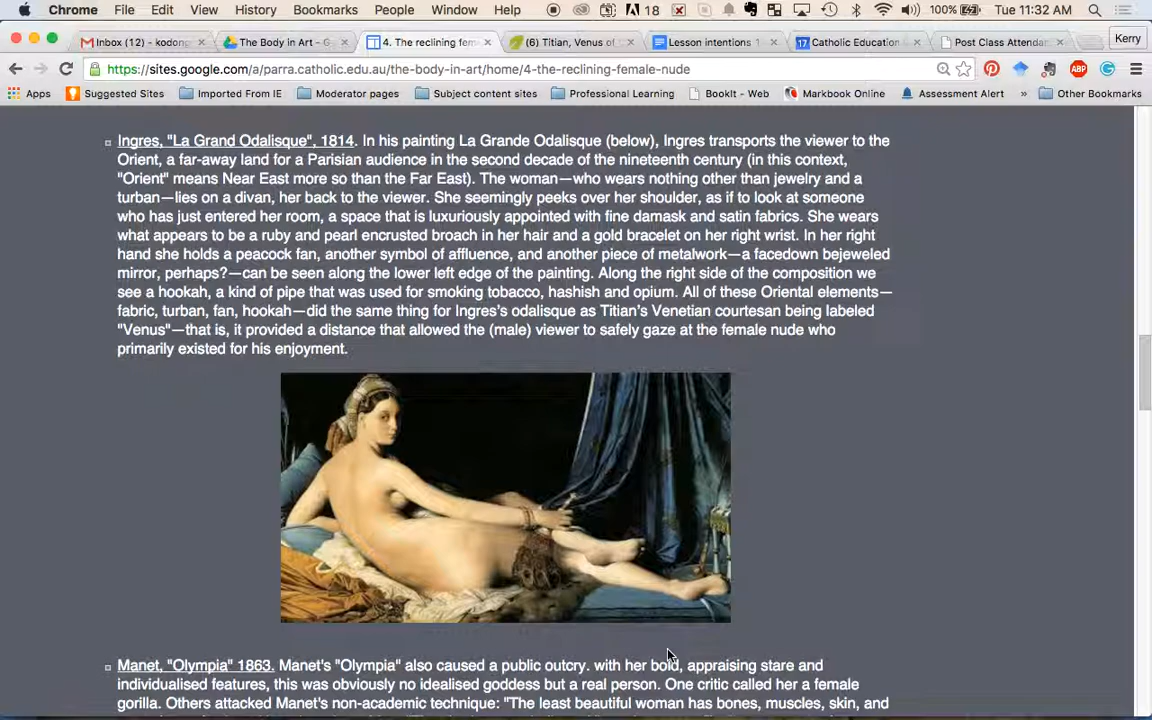 Chrome File Edit View History Bookmarks People Window Help 18 100% Tue 11:32 AM
Inbox (12) - kodon The Body in Art - G 4. The reclining fem (6) Titian, Venus of Lesson intentions 1 Catholic Education Post Class Attenda Kerry
https://sites.google.com/a/parra.catholic.edu.au/the-body-in-art/home/4-the-reclining-female-nude
Apps Suggested Sites Imported From IE Moderator pages Subject content sites Professional Learning BookIt - Web Markbook Online Assessment Alert » Other Bookmarks
Ingres, "La Grand Odalisque", 1814. In his painting La Grande Odalisque (below), Ingres transports the viewer to the
Orient, a far-away land for a Parisian audience in the second decade of the nineteenth century (in this context,
"Orient" means Near East more so than the Far East). The woman—who wears nothing other than jewelry and a
turban—lies on a divan, her back to the viewer. She seemingly peeks over her shoulder, as if to look at someone
who has just entered her room, a space that is luxuriously appointed with fine damask and satin fabrics. She wears
what appears to be a ruby and pearl encrusted broach in her hair and a gold bracelet on her right wrist. In her right
hand she holds a peacock fan, another symbol of affluence, and another piece of metalwork—a facedown bejeweled
mirror, perhaps?—can be seen along the lower left edge of the painting. Along the right side of the composition we
see a hookah, a kind of pipe that was used for smoking tobacco, hashish and opium. All of these Oriental elements—
fabric, turban, fan, hookah—did the same thing for Ingres's odalisque as Titian's Venetian courtesan being labeled
"Venus"—that is, it provided a distance that allowed the (male) viewer to safely gaze at the female nude who
primarily existed for his enjoyment.
Manet, "Olympia" 1863. Manet's "Olympia" also caused a public outcry. with her bold, appraising stare and
individualised features, this was obviously no idealised goddess but a real person. One critic called her a female
gorilla. Others attacked Manet's non-academic technique: "The least beautiful woman has bones, muscles, skin, and